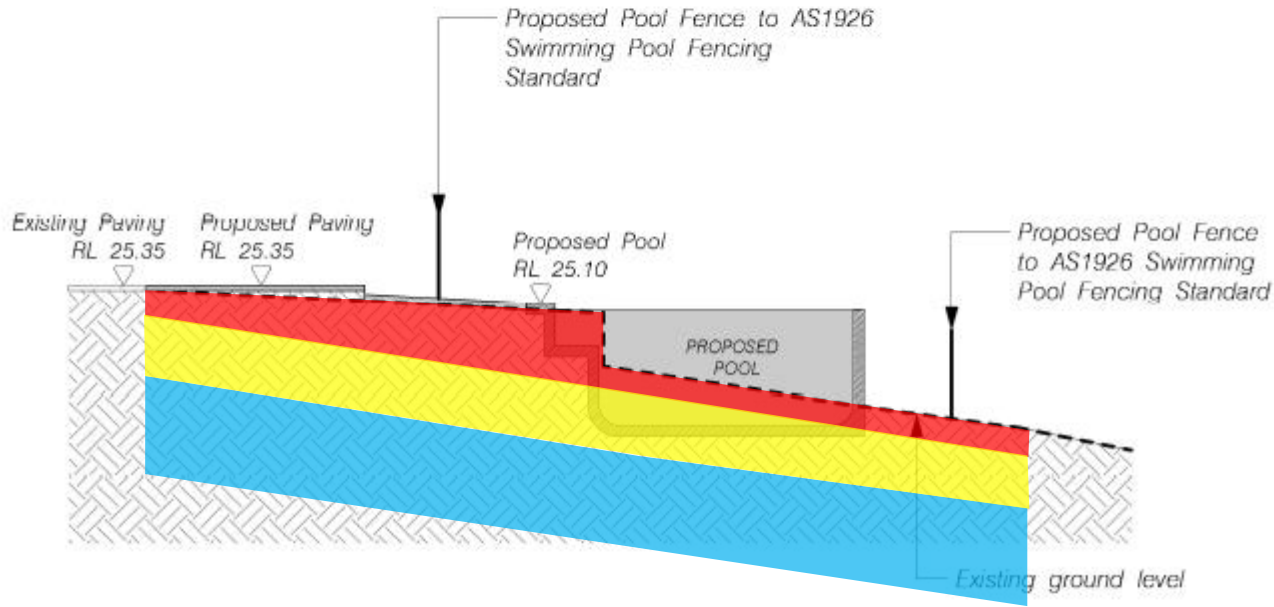 Proposed Pool Fence to AS1926
Swimming Pool Fencing
Standard
Existing Paving
RL 25.35
Proposed Paving
RL 25.35
Proposed Pool
RL 25.10
Proposed Pool Fence
to AS1926 Swimming
Pool Fencing Standard
PROPOSED
POOL
Existing ground level